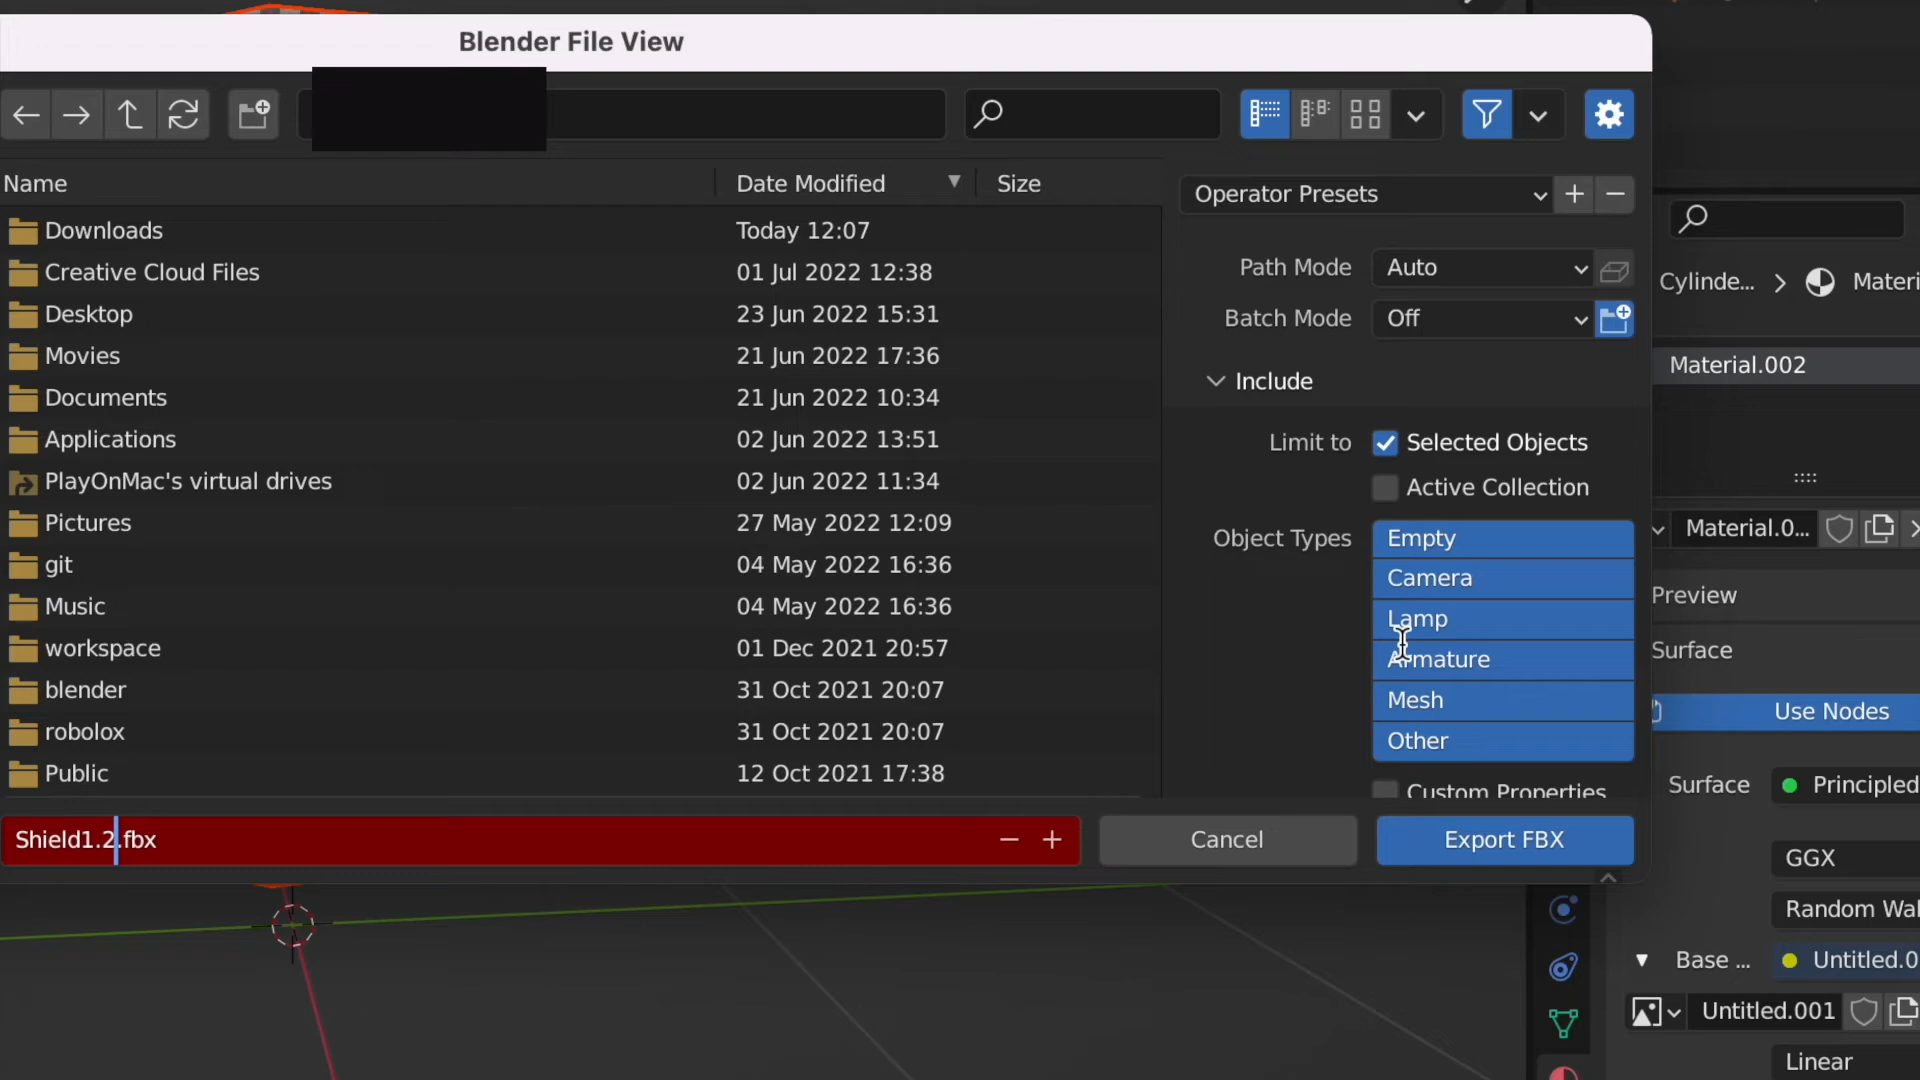 Blender File View
Name Date Modified Size
Downloads Today 12:07
Creative Cloud Files 01 Jul 2022 12:38
Desktop 23 Jun 2022 15:31
Movies 21 Jun 2022 17:36
Documents 21 Jun 2022 10:34
Applications 02 Jun 2022 13:51
PlayOnMac's virtual drives 02 Jun 2022 11:34
Pictures 27 May 2022 12:09
git 04 May 2022 16:36
Music 04 May 2022 16:36
workspace 01 Dec 2021 20:57
blender 31 Oct 2021 20:07
robolox 31 Oct 2021 20:07
Public 12 Oct 2021 17:38
Shield1.2.fbx
Cancel
Export FBX
Operator Presets
Path Mode Auto
Batch Mode Off
Include
Limit to Selected Objects
Active Collection
Object Types Empty
Camera
Lamp
Armature
Mesh
Other
Custom Properties
Cylinde... Materi
Material.002
Material.0...
Preview
Surface
Use Nodes
Surface Principled
GGX
Random Wal
Base ... Untitled.0
Untitled.001
Linear